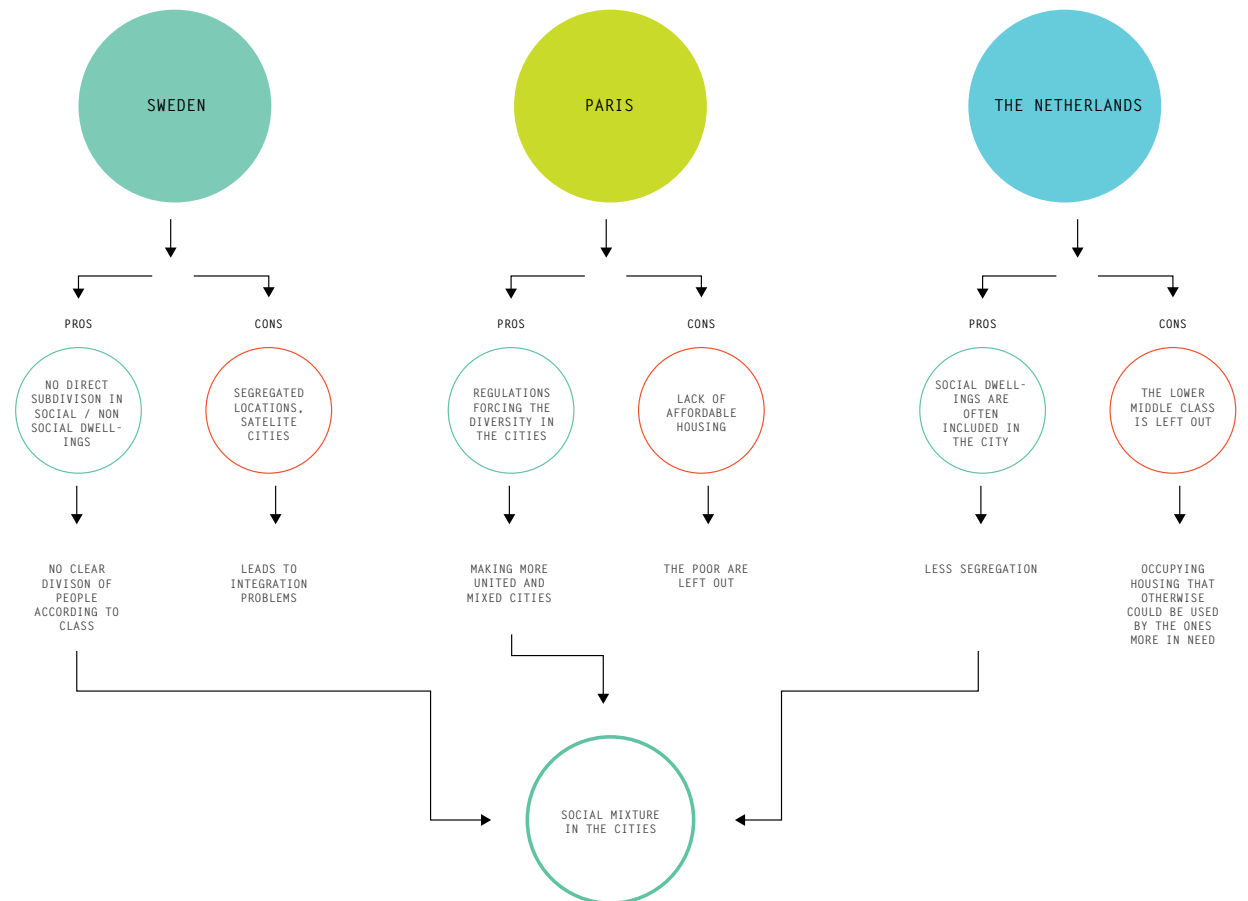 SWEDEN
PARIS
THE NETHERLANDS
PROS
CONS
PROS
CONS
PROS
CONS
NO DIRECT
SUBDIVISON IN
SOCIAL / NON
SOCIAL DWELL-
INGS
SEGREGATED
LOCATIONS,
SATELITE
CITIES
REGULATIONS
FORCING THE
DIVERSITY IN
THE CITIES
LACK OF
AFFORDABLE
HOUSING
SOCIAL DWELL-
INGS ARE
OFTEN
INCLUDED IN
THE CITY
THE LOWER
MIDDLE CLASS
IS LEFT OUT
NO CLEAR
DIVISON OF
PEOPLE
ACCORDING TO
CLASS
LEADS TO
INTEGRATION
PROBLEMS
MAKING MORE
UNITED AND
MIXED CITIES
THE POOR ARE
LEFT OUT
LESS SEGREGATION
OCCUPYING
HOUSING THAT
OTHERWISE
COULD BE USED
BY THE ONES
MORE IN NEED
SOCIAL MIXTURE
IN THE CITIES